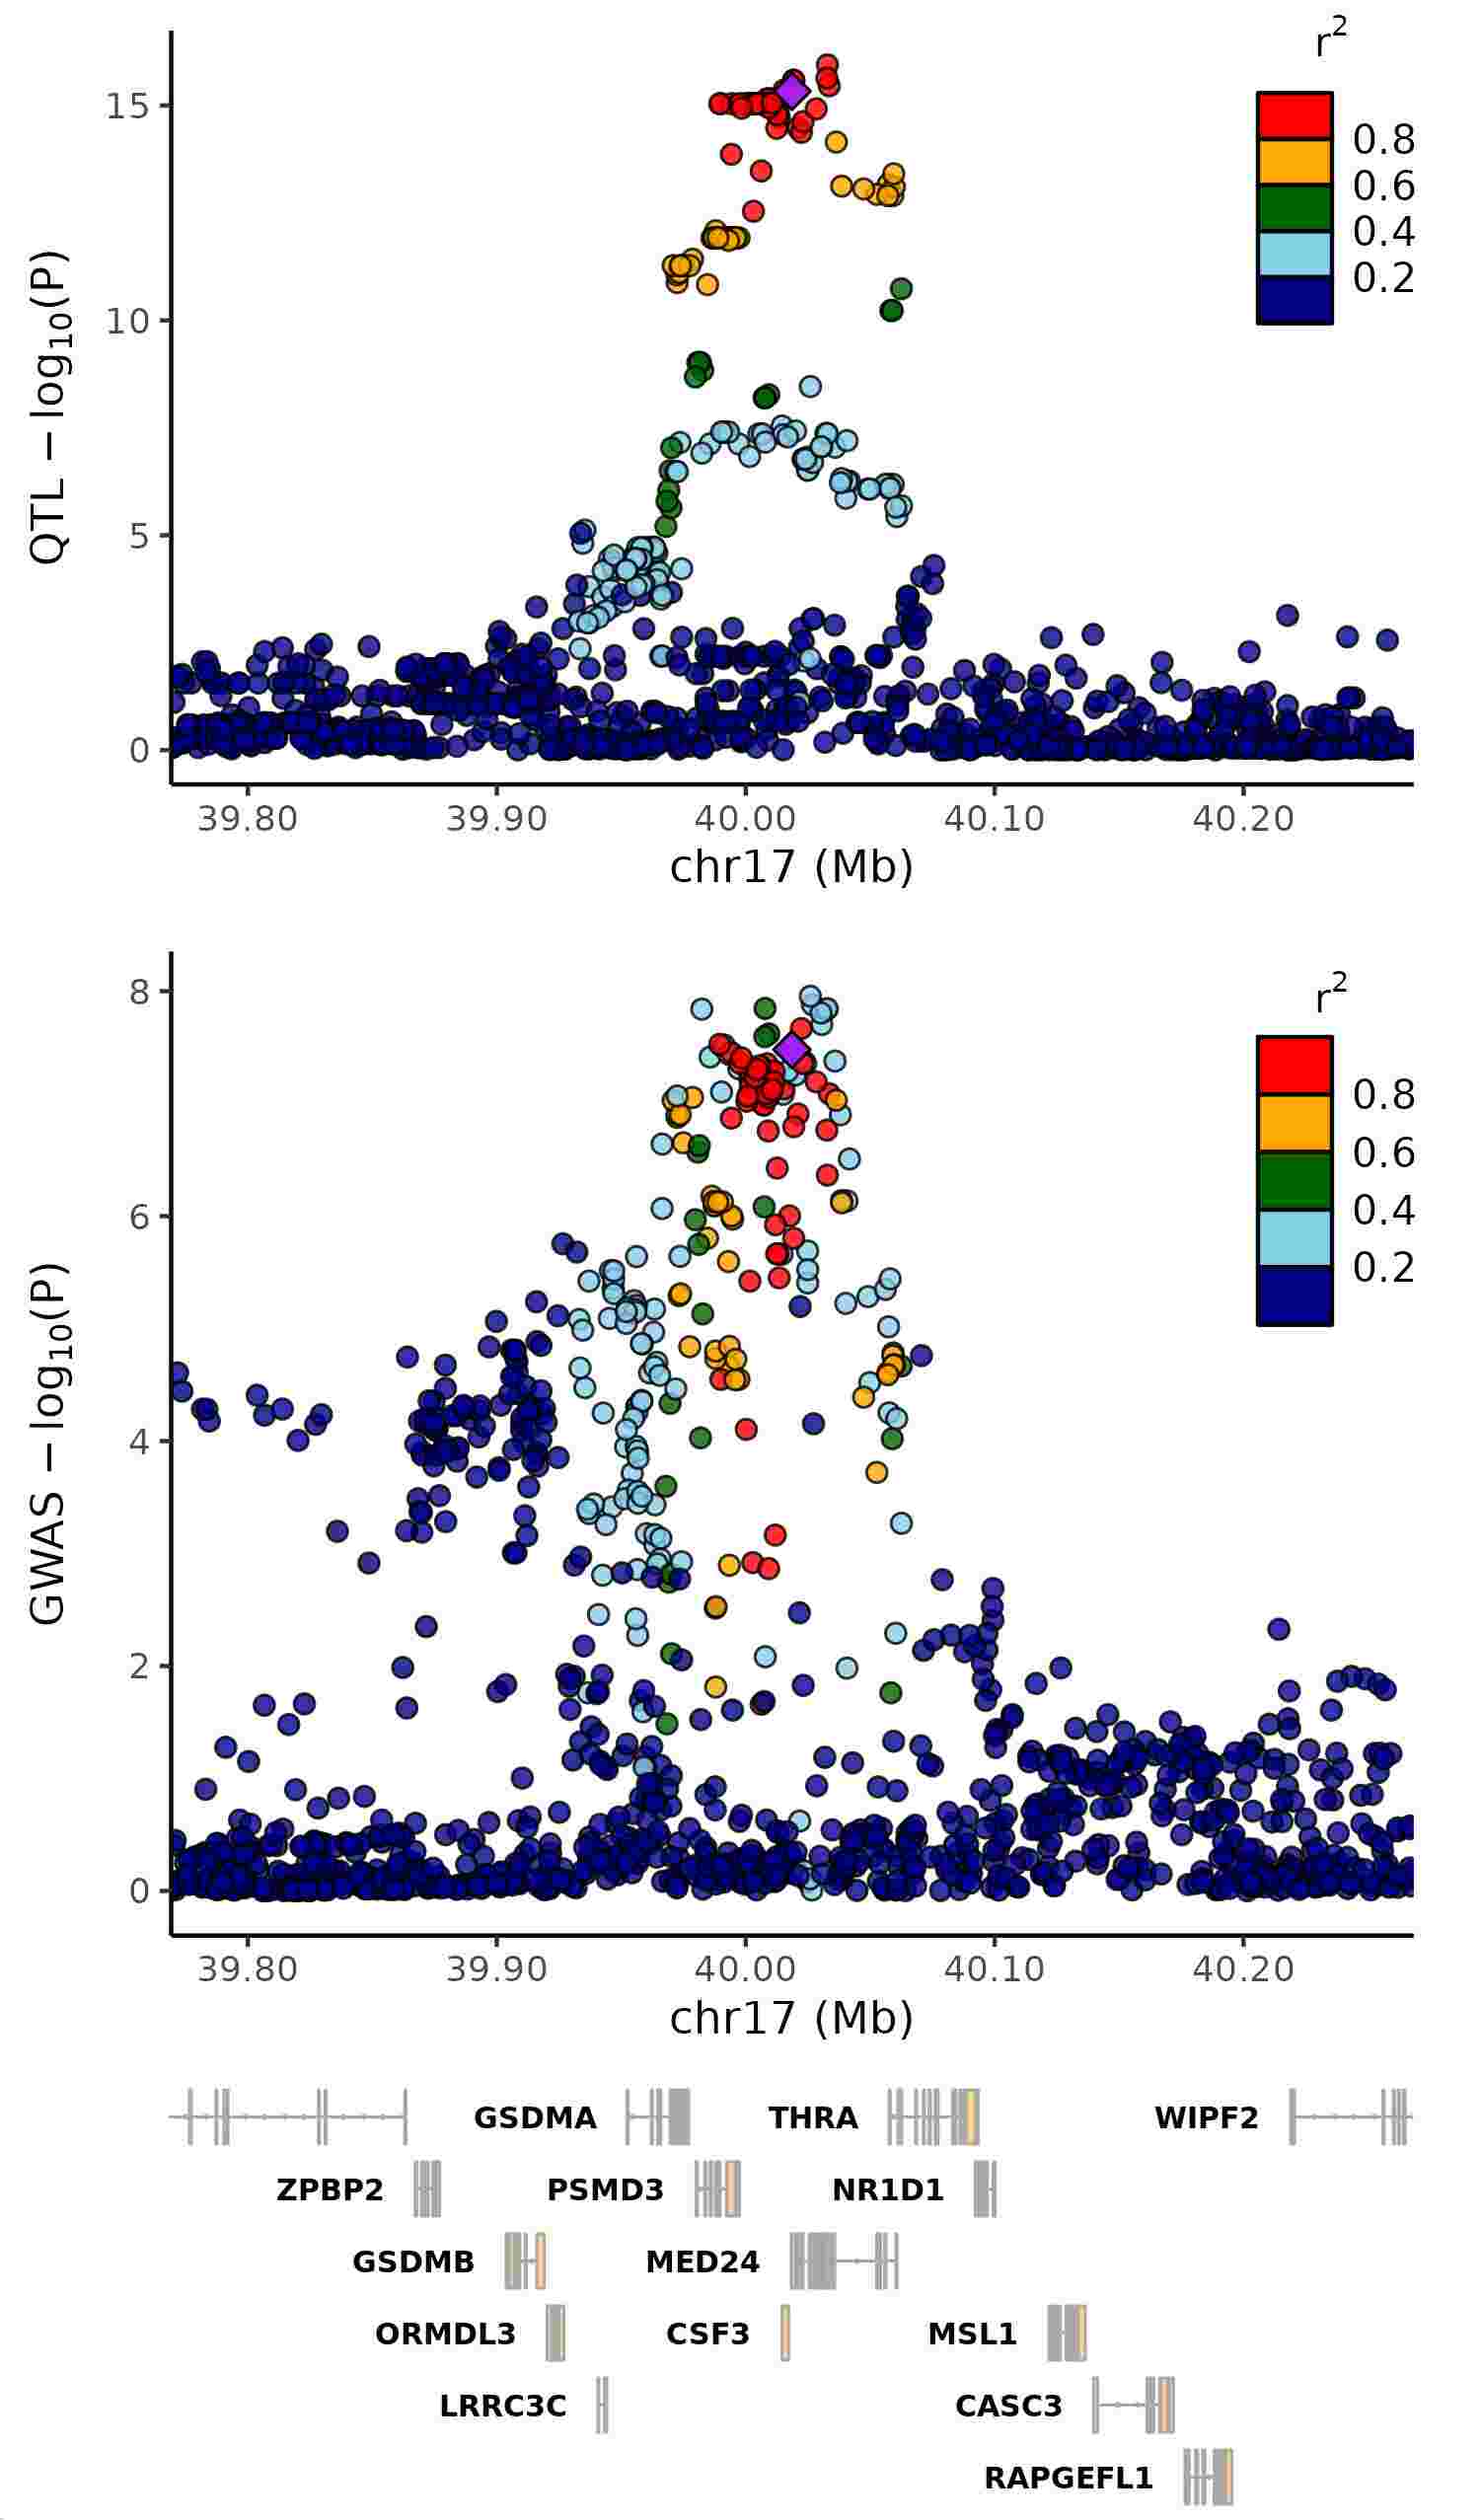 r²
0.8
0.6
0.4
0.2
15
10
5
0
QTL − log₁₀(P)
39.80 39.90 40.00 40.10 40.20
chr17 (Mb)
r²
0.8
0.6
0.4
0.2
8
6
4
2
0
GWAS − log₁₀(P)
39.80 39.90 40.00 40.10 40.20
chr17 (Mb)
GSDMA THRA WIPF2
ZPBP2 PSMD3 NR1D1
GSDMB MED24
ORMDL3 CSF3 MSL1
LRRC3C CASC3
RAPGEFL1